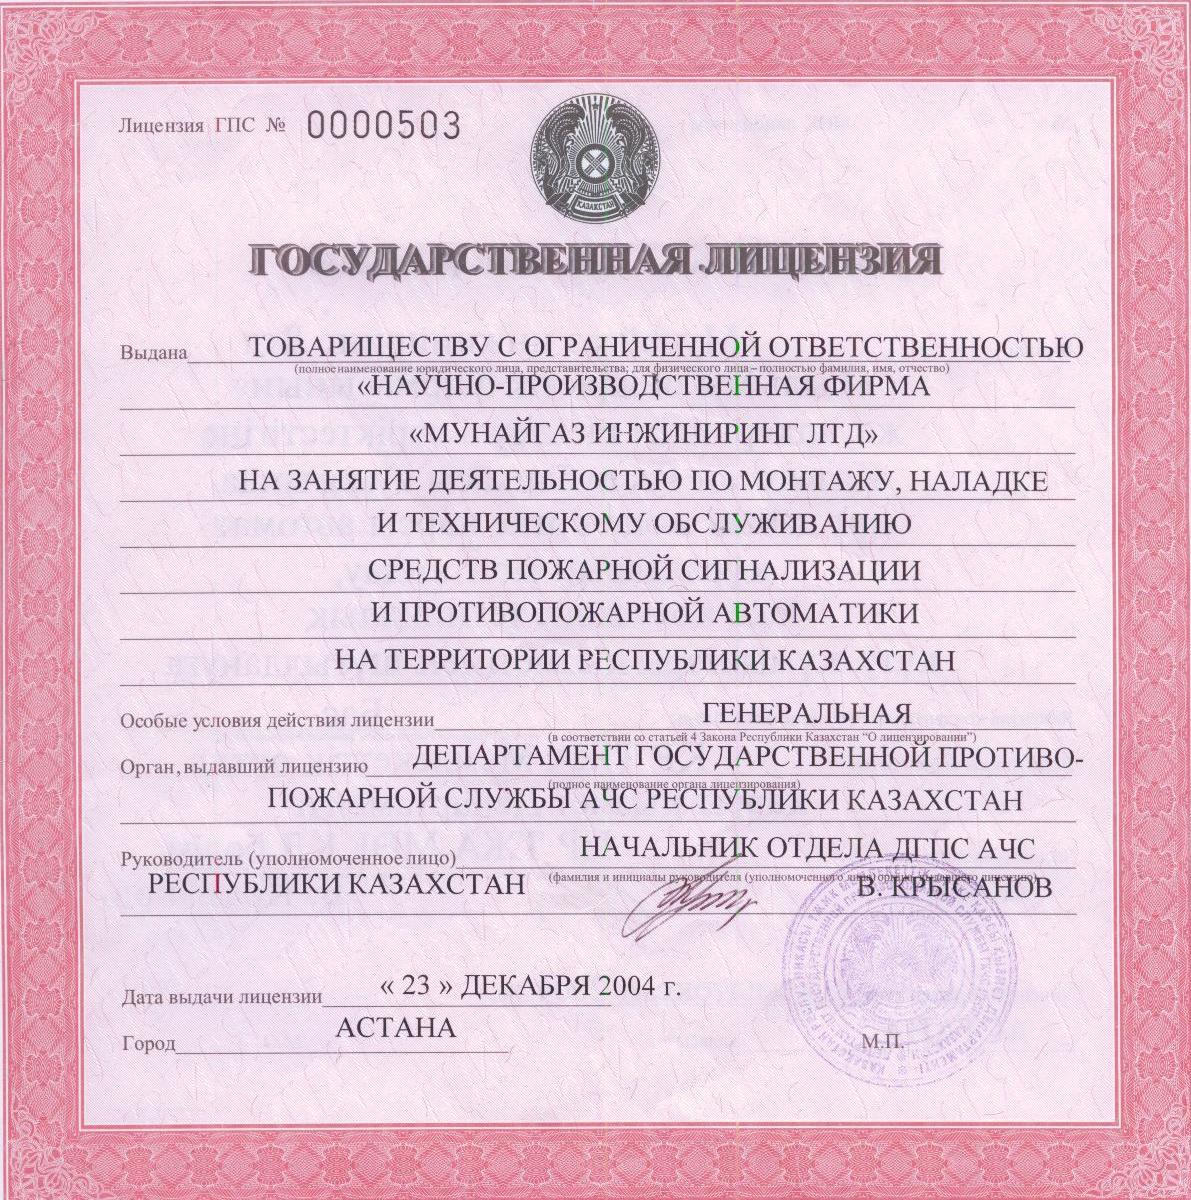 Лицензия ГПС № 0000503
КАЗАХСТАН
ГОСУДАРСТВЕННАЯ ЛИЦЕНЗИЯ
Выдана ТОВАРИЩЕСТВУ С ОГРАНИЧЕННОЙ ОТВЕТСТВЕННОСТЬЮ
(полное наименование юридического лица, представительства; для физического лица – полностью фамилия, имя, отчество)
«НАУЧНО-ПРОИЗВОДСТВЕННАЯ ФИРМА
«МУНАЙГАЗ ИНЖИНИРИНГ ЛТД»
НА ЗАНЯТИЕ ДЕЯТЕЛЬНОСТЬЮ ПО МОНТАЖУ, НАЛАДКЕ
И ТЕХНИЧЕСКОМУ ОБСЛУЖИВАНИЮ
СРЕДСТВ ПОЖАРНОЙ СИГНАЛИЗАЦИИ
И ПРОТИВОПОЖАРНОЙ АВТОМАТИКИ
НА ТЕРРИТОРИИ РЕСПУБЛИКИ КАЗАХСТАН
Особые условия действия лицензии ГЕНЕРАЛЬНАЯ
(в соответствии со статьей 4 Закона Республики Казахстан “О лицензировании”)
Орган, выдавший лицензию ДЕПАРТАМЕНТ ГОСУДАРСТВЕННОЙ ПРОТИВО-
(полное наименование органа лицензирования)
ПОЖАРНОЙ СЛУЖБЫ АЧС РЕСПУБЛИКИ КАЗАХСТАН
Руководитель (уполномоченное лицо) НАЧАЛЬНИК ОТДЕЛА ДГПС АЧС
(фамилия и инициалы руководителя (уполномоченного лица) органа, выдавшего лицензию)
РЕСПУБЛИКИ КАЗАХСТАН В. КРЫСАНОВ
Дата выдачи лицензии « 23 » ДЕКАБРЯ 2004 г.
Город АСТАНА
М.П.